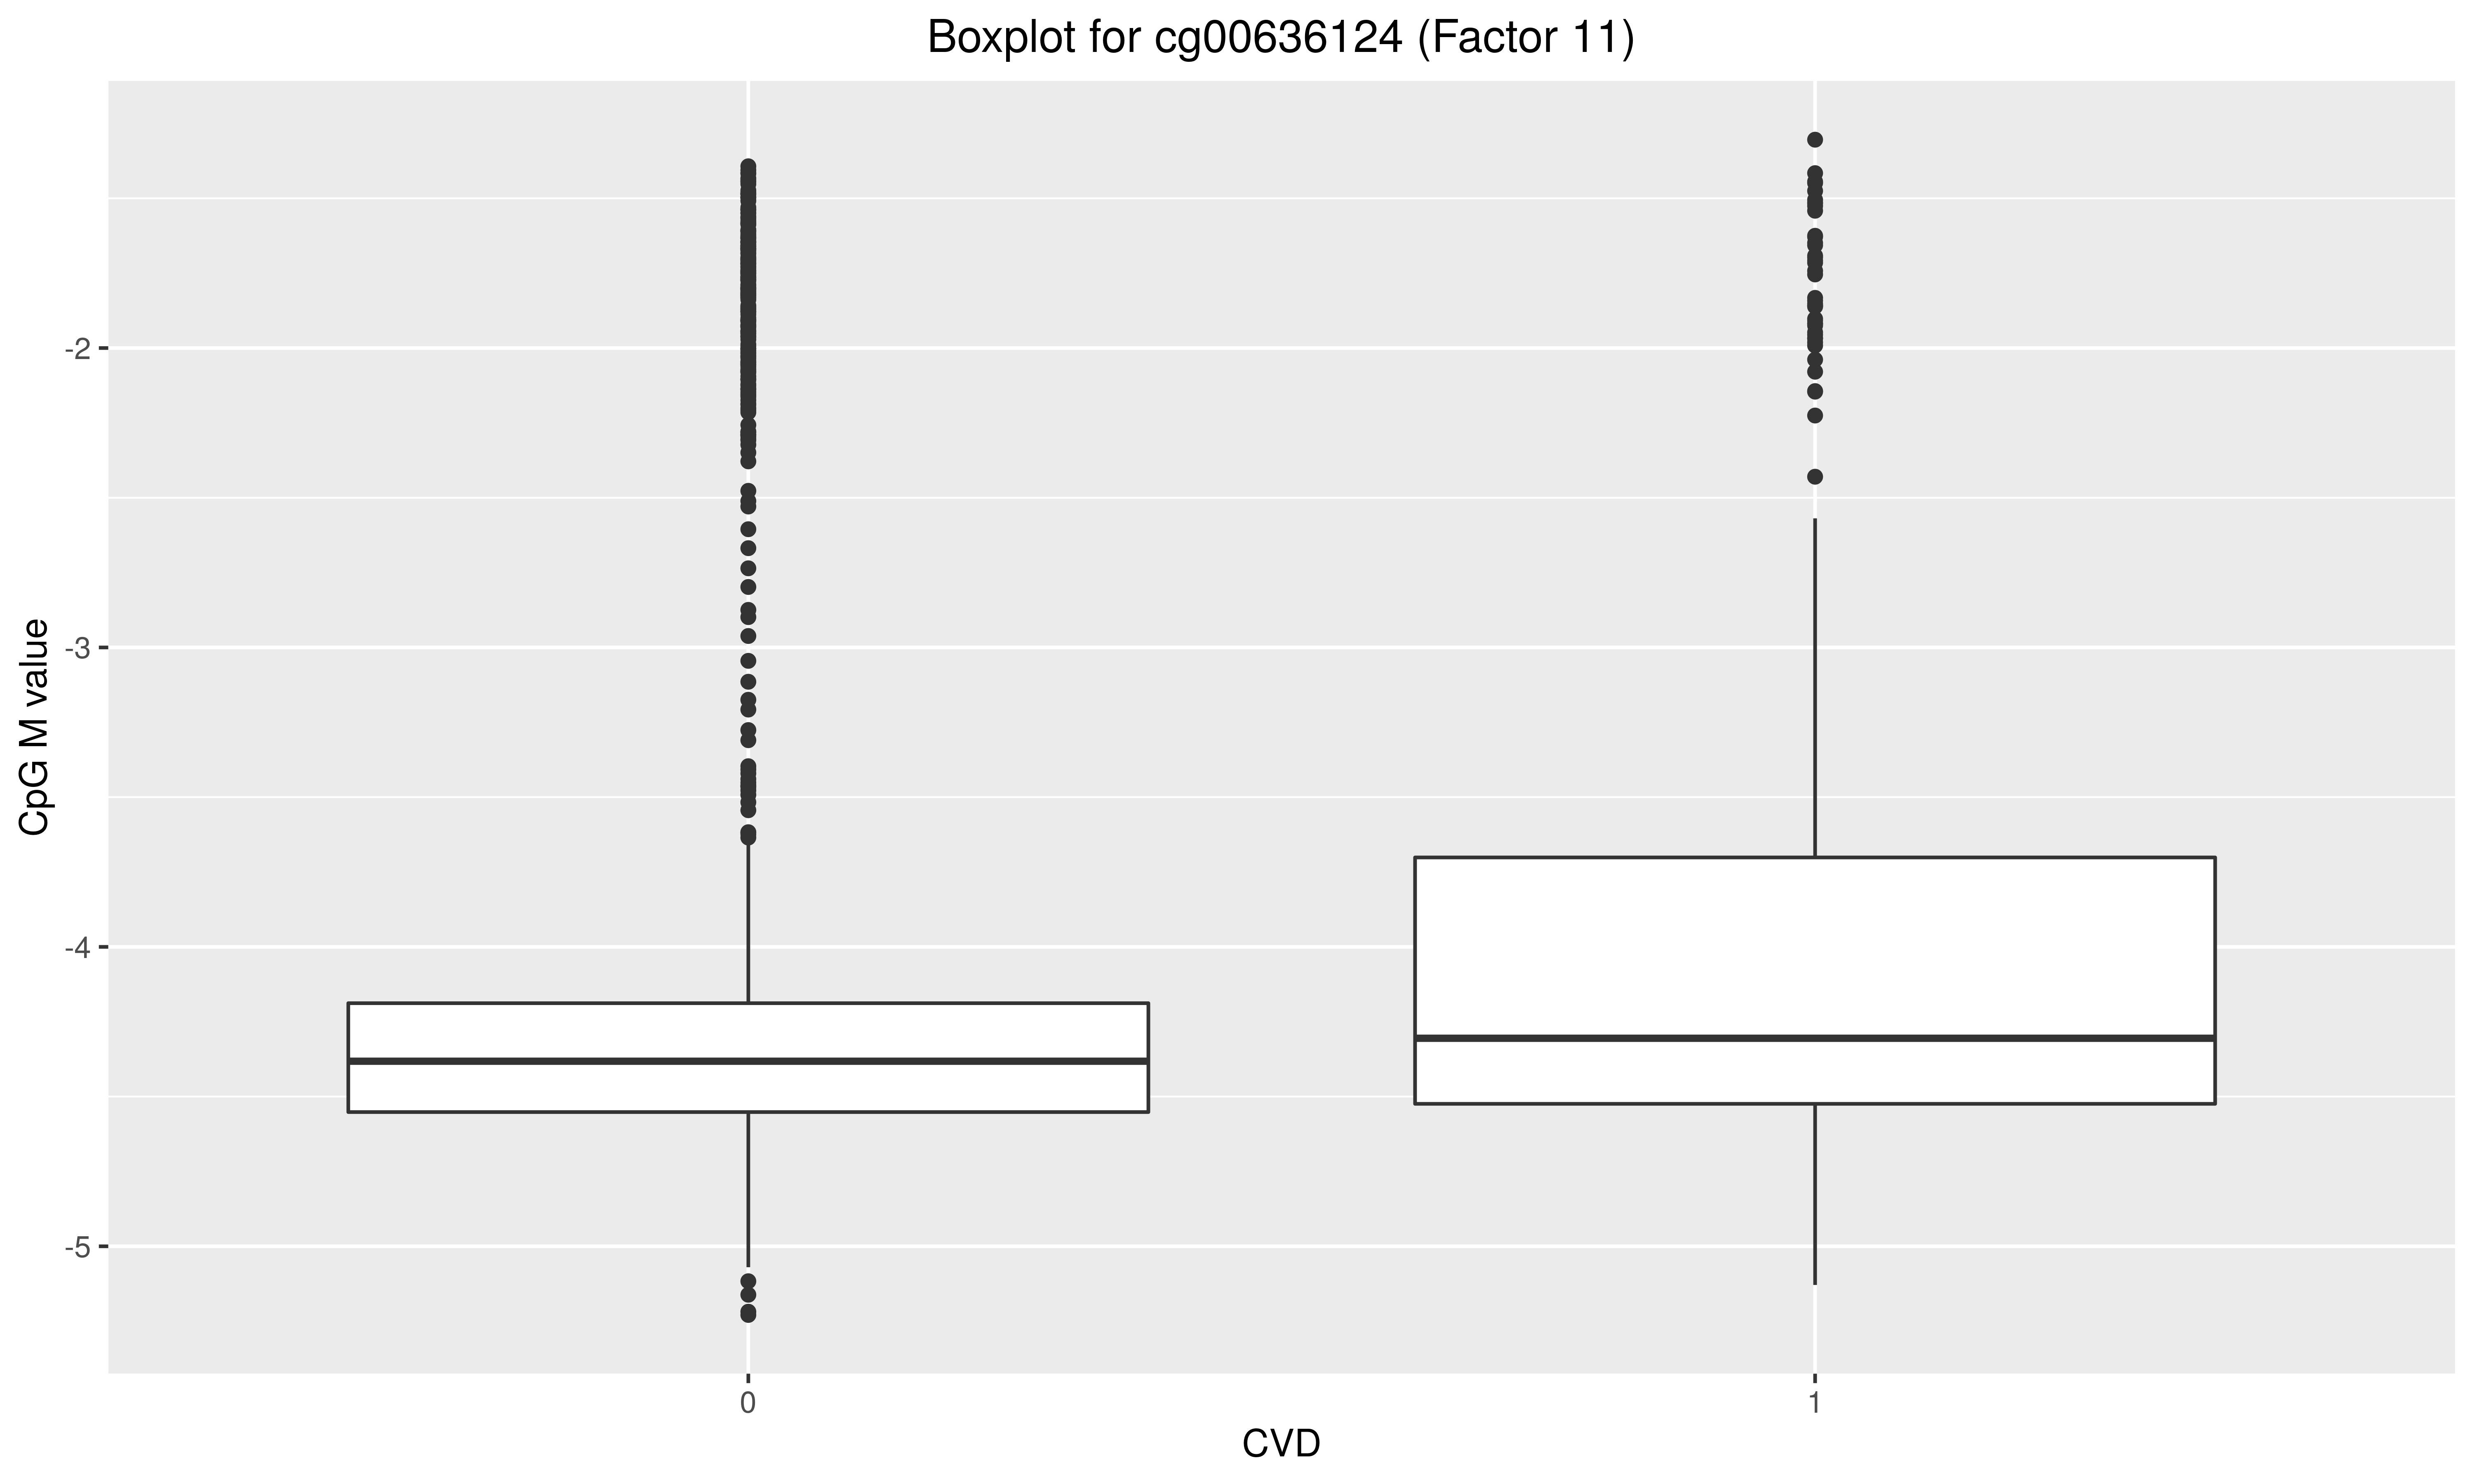 Boxplot for cg00636124 (Factor 11)
CpG M value
-2
-3
-4
-5
0
1
CVD